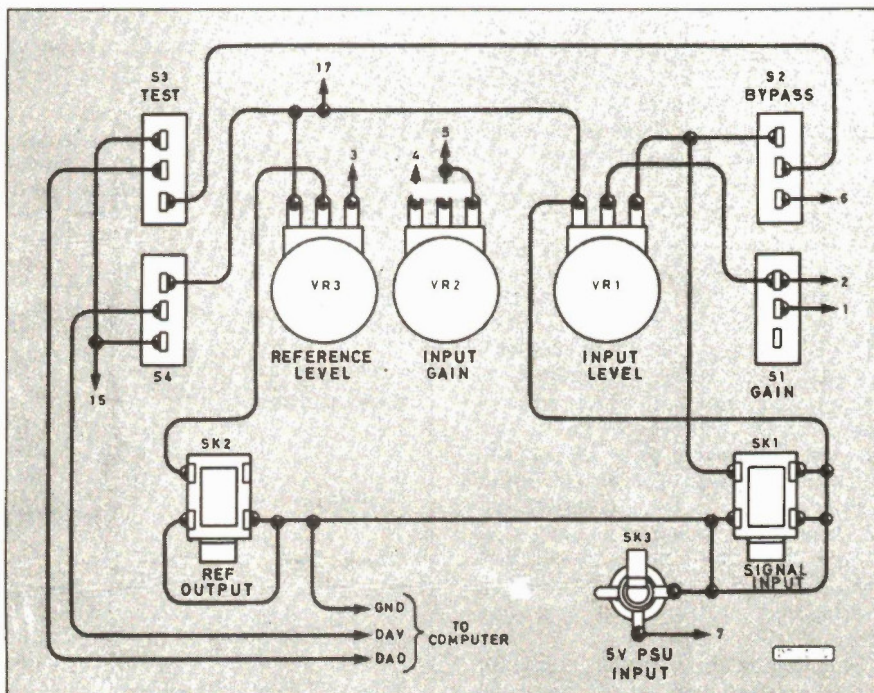 17
S3
TEST
S2
BYPASS
3
4
5
6
VR3
VR2
VR1
2
1
REFERENCE
LEVEL
INPUT
GAIN
INPUT
LEVEL
S4
S1
GAIN
15
SK2
SK1
REF
OUTPUT
SK3
SIGNAL
INPUT
GND
DAV
DA0
TO
COMPUTER
7
5V PSU
INPUT